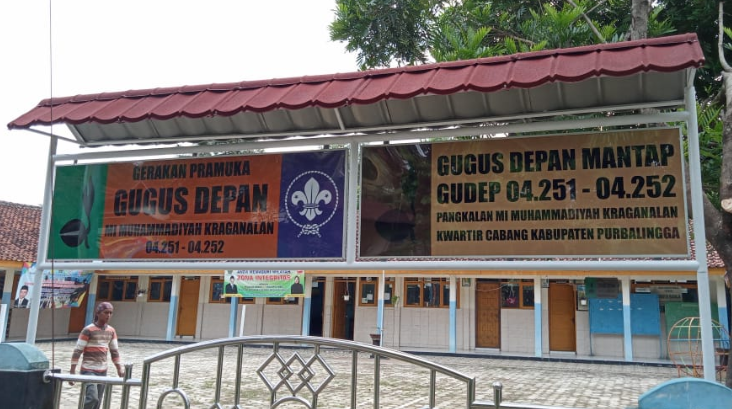 GERAKAN PRAMUKA
GUGUS DEPAN
MI MUHAMMADIYAH KRAGANALAN
04.251 - 04.252
GUGUS DEPAN MANTAP
GUDEP 04.251 - 04.252
PANGKALAN MI MUHAMMADIYAH KRAGANALAN
KWARTIR CABANG KABUPATEN PURBALINGGA
ZONA INTEGRITAS